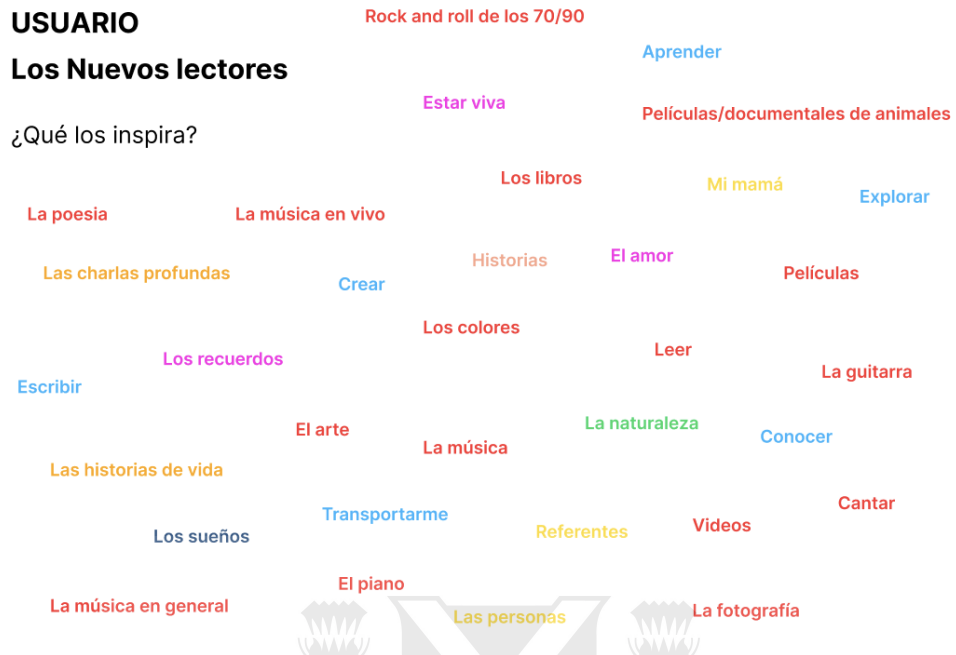 USUARIO
Rock and roll de los 70/90
Los Nuevos lectores
Aprender
Estar viva
Películas/documentales de animales
¿Qué los inspira?
Los libros
Mi mamá
Explorar
La poesia
La música en vivo
Historias
El amor
Las charlas profundas
Crear
Películas
Los colores
Leer
Los recuerdos
La guitarra
Escribir
El arte
La naturaleza
Conocer
La música
Las historias de vida
Cantar
Transportarme
Referentes
Videos
Los sueños
El piano
La música en general
Las personas
La fotografía